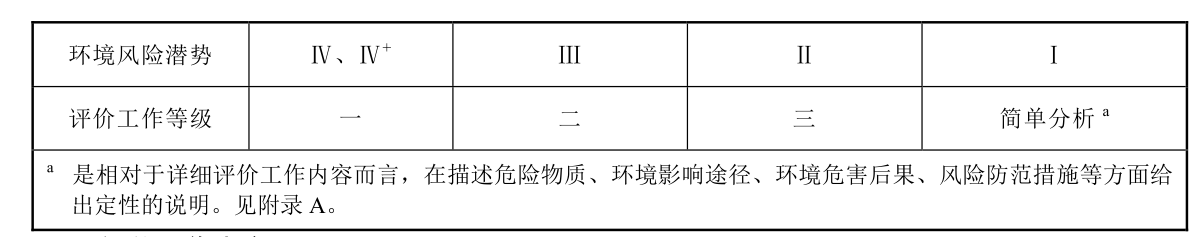 环境风险潜势 Ⅳ、Ⅳ+ Ⅲ Ⅱ Ⅰ
评价工作等级 一 二 三 简单分析 a
a 是相对于详细评价工作内容而言，在描述危险物质、环境影响途径、环境危害后果、风险防范措施等方面给
出定性的说明。见附录 A。